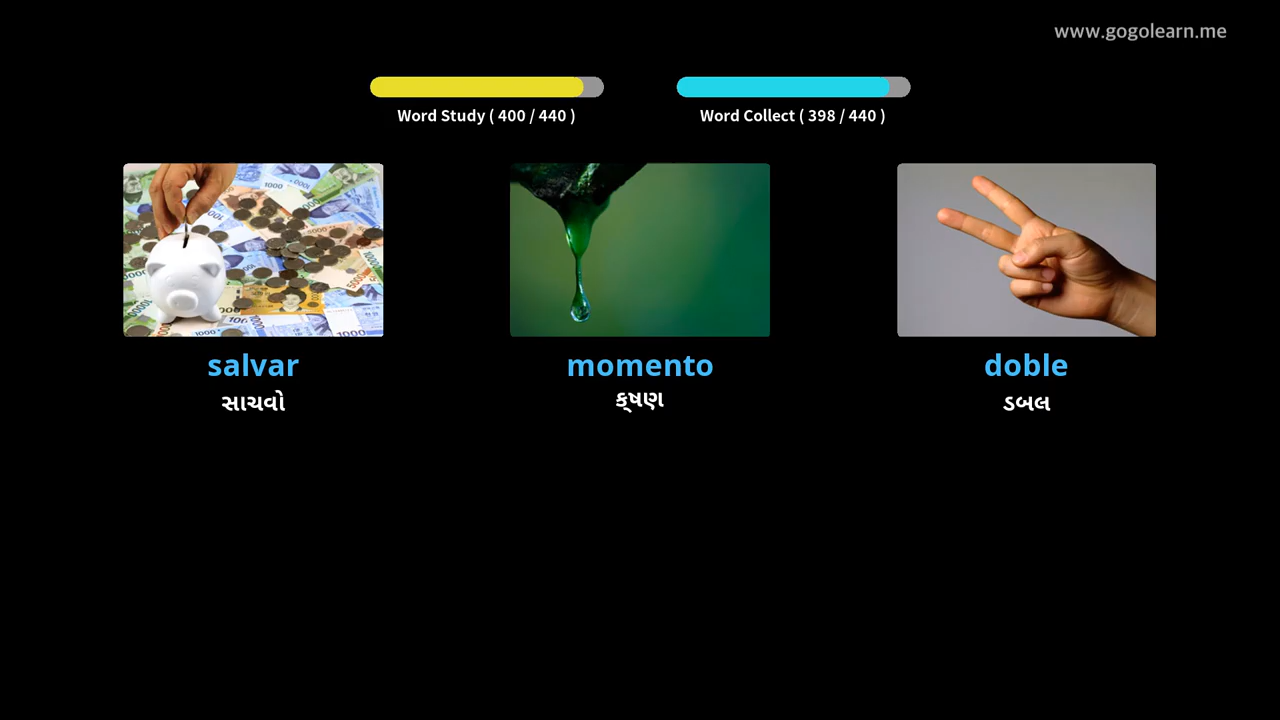 www.gogolearn.me
Word Study ( 400 / 440 )
Word Collect ( 398 / 440 )
salvar
સાચવો
momento
ક્ષણ
doble
ડબલ